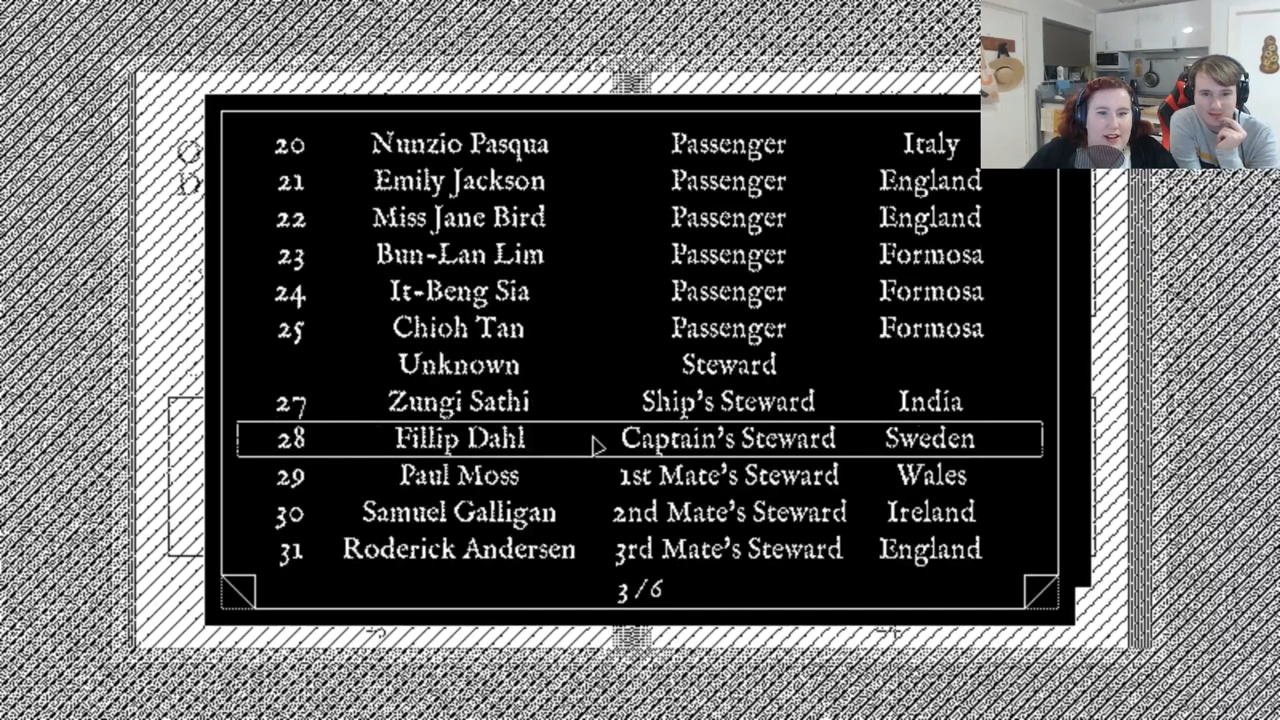 20 Nunzio Pasqua Passenger Italy
21 Emily Jackson Passenger England
22 Miss Jane Bird Passenger England
23 Bun-Lan Lim Passenger Formosa
24 It-Beng Sia Passenger Formosa
25 Chioh Tan Passenger Formosa
Unknown Steward
27 Zungi Sathi Ship's Steward India
28 Fillip Dahl Captain's Steward Sweden
29 Paul Moss 1st Mate's Steward Wales
30 Samuel Galligan 2nd Mate's Steward Ireland
31 Roderick Andersen 3rd Mate's Steward England
3/6